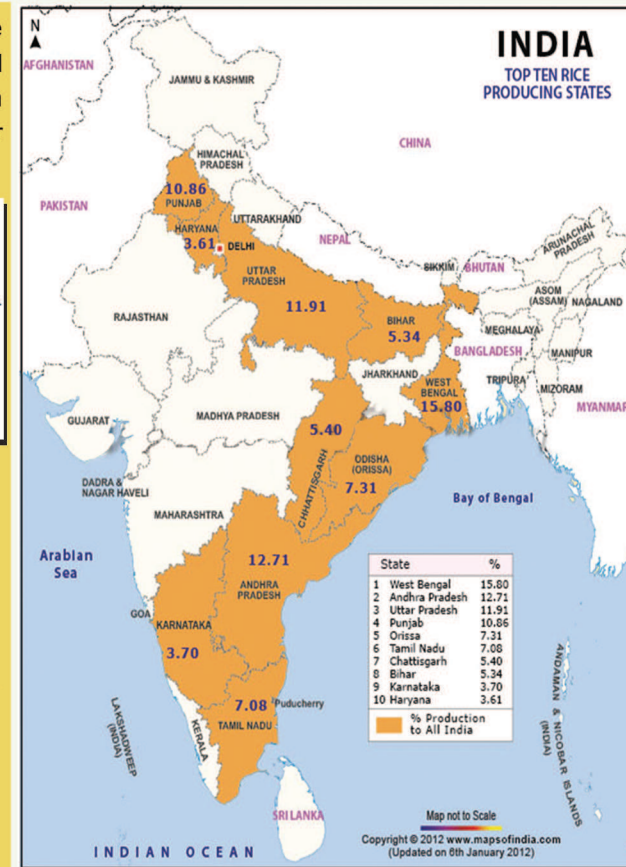 N
INDIA
TOP TEN RICE
PRODUCING STATES
AFGHANISTAN
JAMMU & KASHMIR
CHINA
HIMACHAL
PRADESH
10.86
PUNJAB
PAKISTAN
UTTARAKHAND
HARYANA
3.61
DELHI
NEPAL
ARUNACHAL
PRADESH
SIKKIM
BHUTAN
UTTAR
PRADESH
ASOM
(ASSAM)
NAGALAND
RAJASTHAN
11.91
BIHAR
5.34
MEGHALAYA
BANGLADESH
MANIPUR
JHARKHAND
WEST
BENGAL
15.80
TRIPURA
MIZORAM
MYANMAR
GUJARAT
MADHYA PRADESH
5.40
CHHATTISGARH
ODISHA
(ORISSA)
7.31
DADRA &
NAGAR HAVELI
MAHARASHTRA
Bay of Bengal
Arabian
Sea
12.71
ANDHRA
PRADESH
GOA
KARNATAKA
3.70
State %
1 West Bengal 15.80
2 Andhra Pradesh 12.71
3 Uttar Pradesh 11.91
4 Punjab 10.86
5 Orissa 7.31
6 Tamil Nadu 7.08
7 Chattisgarh 5.40
8 Bihar 5.34
9 Karnataka 3.70
10 Haryana 3.61
% Production
to All India
7.08
Puducherry
TAMIL NADU
KERALA
LAKSHADWEEP
(INDIA)
ANDAMAN & NICOBAR ISLANDS
(INDIA)
SRI LANKA
Map not to Scale
INDIAN OCEAN
Copyright © 2012 www.mapsofindia.com
(Updated on 6th January 2012)